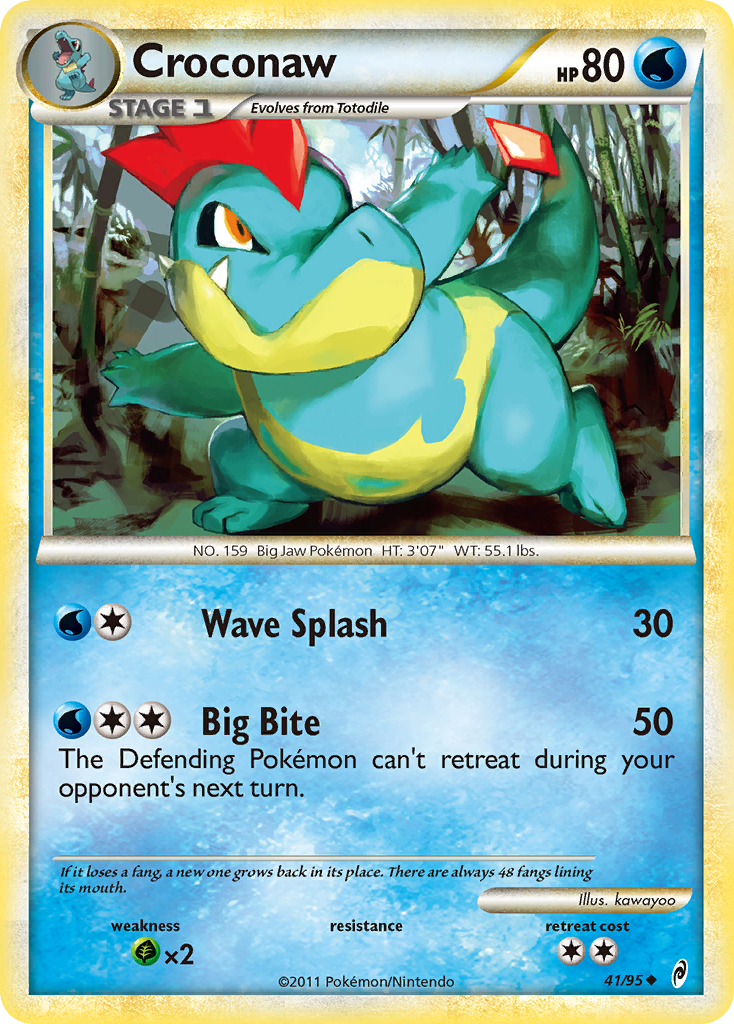 Croconaw
HP 80
STAGE 1
Evolves from Totodile
NO. 159 Big Jaw Pokémon HT: 3'07" WT: 55.1 lbs.
Wave Splash 30
Big Bite 50
The Defending Pokémon can't retreat during your
opponent's next turn.
If it loses a fang, a new one grows back in its place. There are always 48 fangs lining
its mouth.
Illus. kawayoo
weakness resistance retreat cost
×2
©2011 Pokémon/Nintendo
41/95